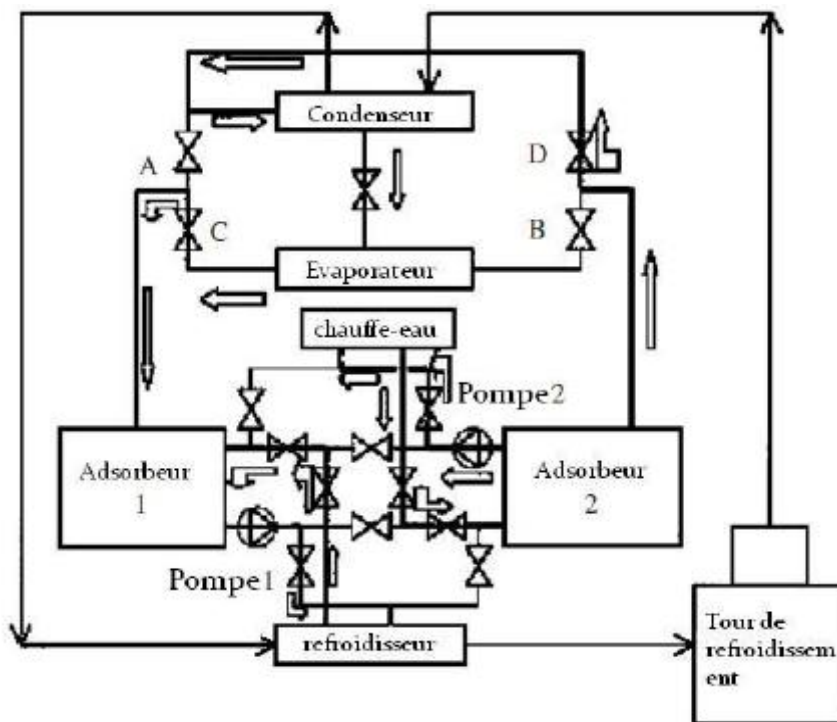 Condenseur
A
D
C
B
Evaporateur
chauffe-eau
Pompe2
Adsorbeur
1
Adsorbeur
2
Pompe1
refroidisseur
Tour de
refroidissem
ent